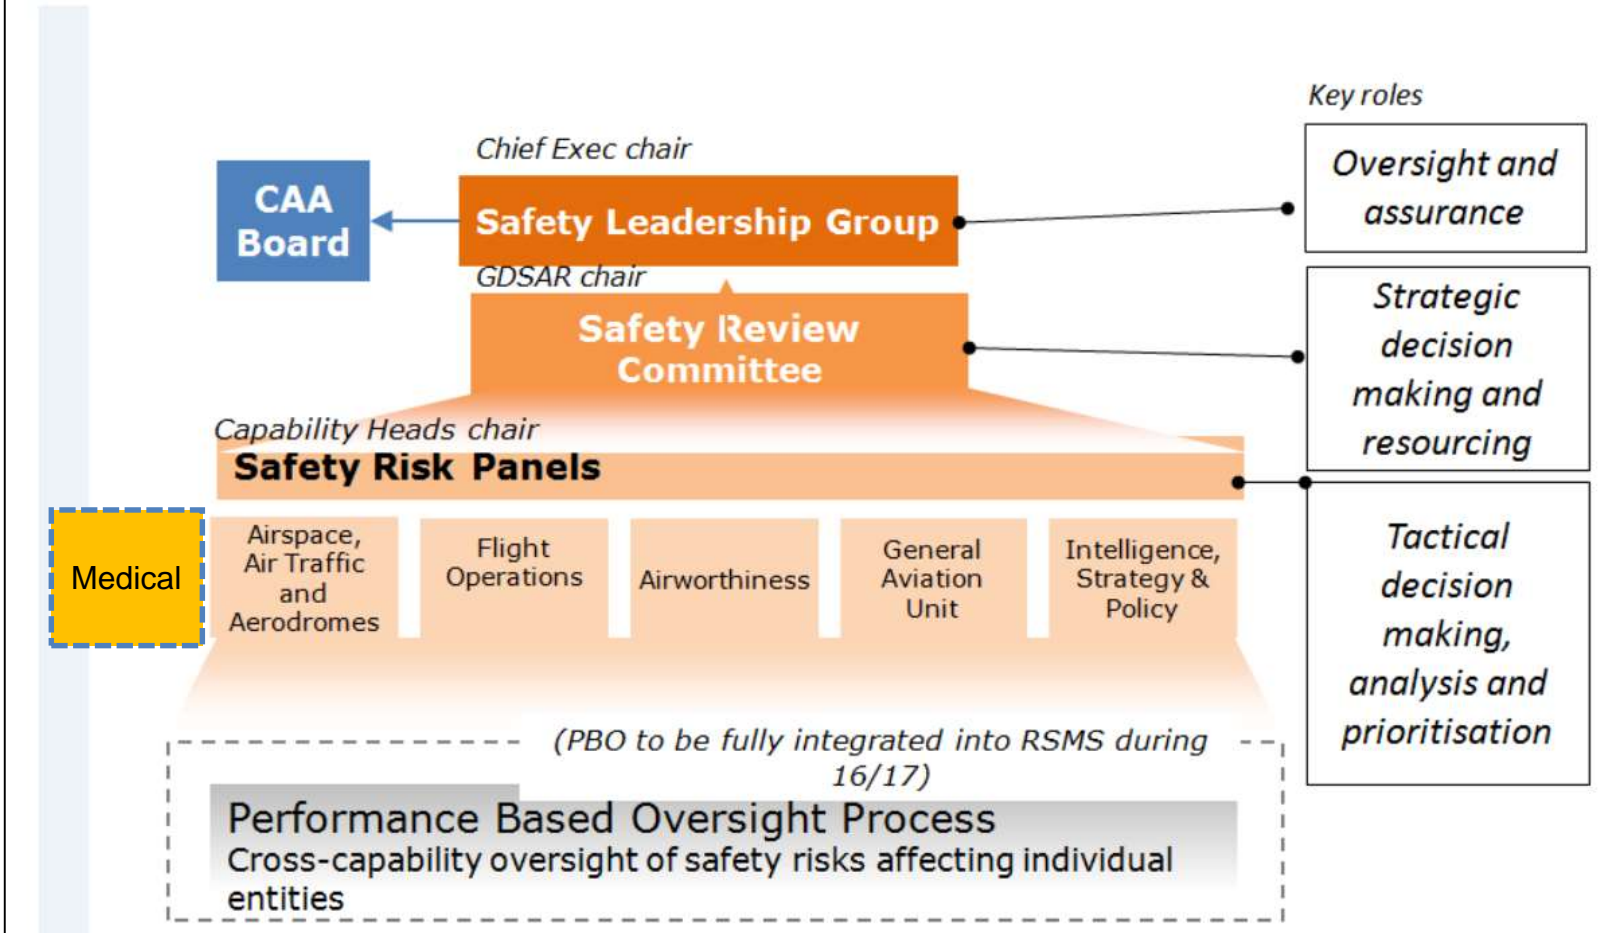 Key roles
Chief Exec chair
CAA
Board
Safety Leadership Group
Oversight and
assurance
GDSAR chair
Safety Review
Committee
Strategic
decision
making and
resourcing
Capability Heads chair
Safety Risk Panels
Medical
Airspace,
Air Traffic
and
Aerodromes
Flight
Operations
Airworthiness
General
Aviation
Unit
Intelligence,
Strategy &
Policy
Tactical
decision
making,
analysis and
prioritisation
(PBO to be fully integrated into RSMS during
16/17)
Performance Based Oversight Process
Cross-capability oversight of safety risks affecting individual
entities